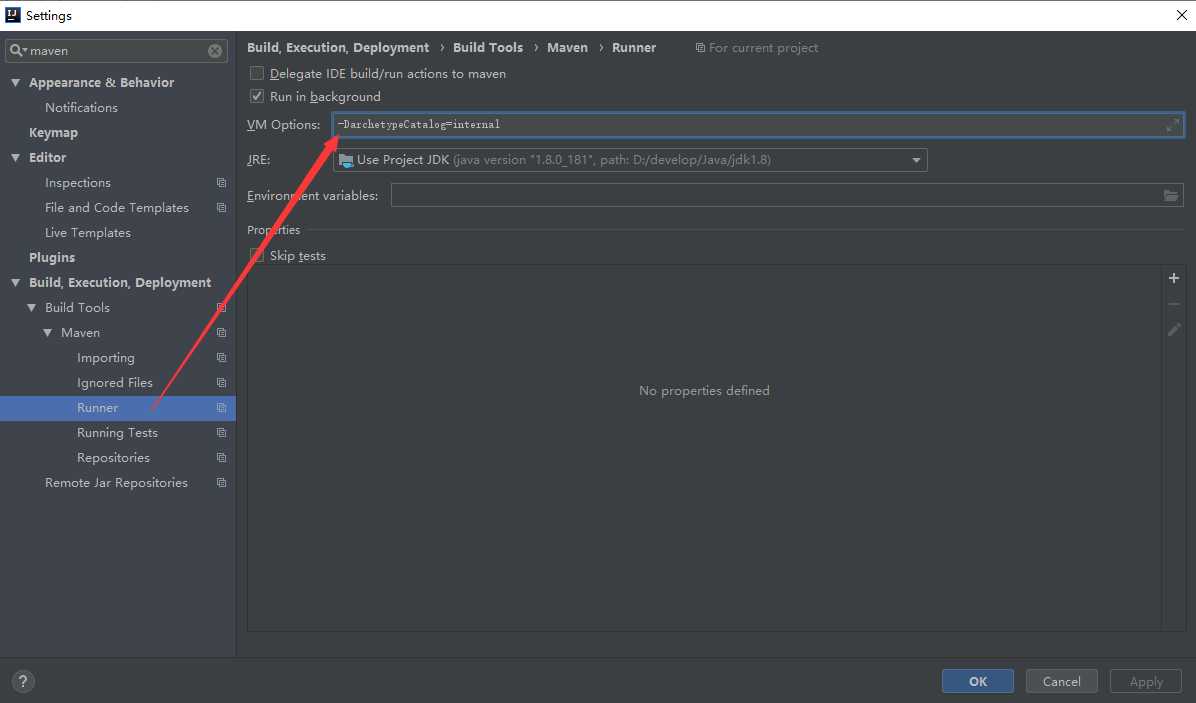 Settings
maven
Appearance & Behavior
Notifications
Keymap
Editor
Inspections
File and Code Templates
Live Templates
Plugins
Build, Execution, Deployment
Build Tools
Maven
Importing
Ignored Files
Runner
Running Tests
Repositories
Remote Jar Repositories
Build, Execution, Deployment › Build Tools › Maven › Runner For current project
Delegate IDE build/run actions to maven
Run in background
VM Options: -DarchetypeCatalog=internal
JRE: Use Project JDK (java version "1.8.0_181", path: D:/develop/Java/jdk1.8)
Environment variables:
Properties
Skip tests
No properties defined
? OK Cancel Apply